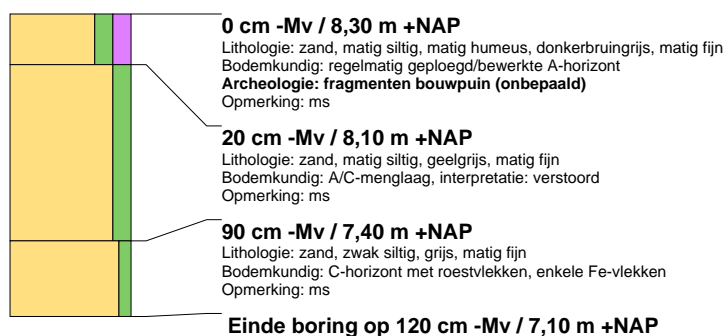 0 cm -Mv / 8,30 m +NAP
Lithologie: zand, matig siltig, matig humeus, donkerbruingrijs, matig fijn
Bodemkundig: regelmatig geploegd/bewerkte A-horizont
Archeologie: fragmenten bouwpuin (onbepaald)
Opmerking: ms
20 cm -Mv / 8,10 m +NAP
Lithologie: zand, matig siltig, geelgrijs, matig fijn
Bodemkundig: A/C-menglaag, interpretatie: verstoord
Opmerking: ms
90 cm -Mv / 7,40 m +NAP
Lithologie: zand, zwak siltig, grijs, matig fijn
Bodemkundig: C-horizont met roestvlekken, enkele Fe-vlekken
Opmerking: ms
Einde boring op 120 cm -Mv / 7,10 m +NAP